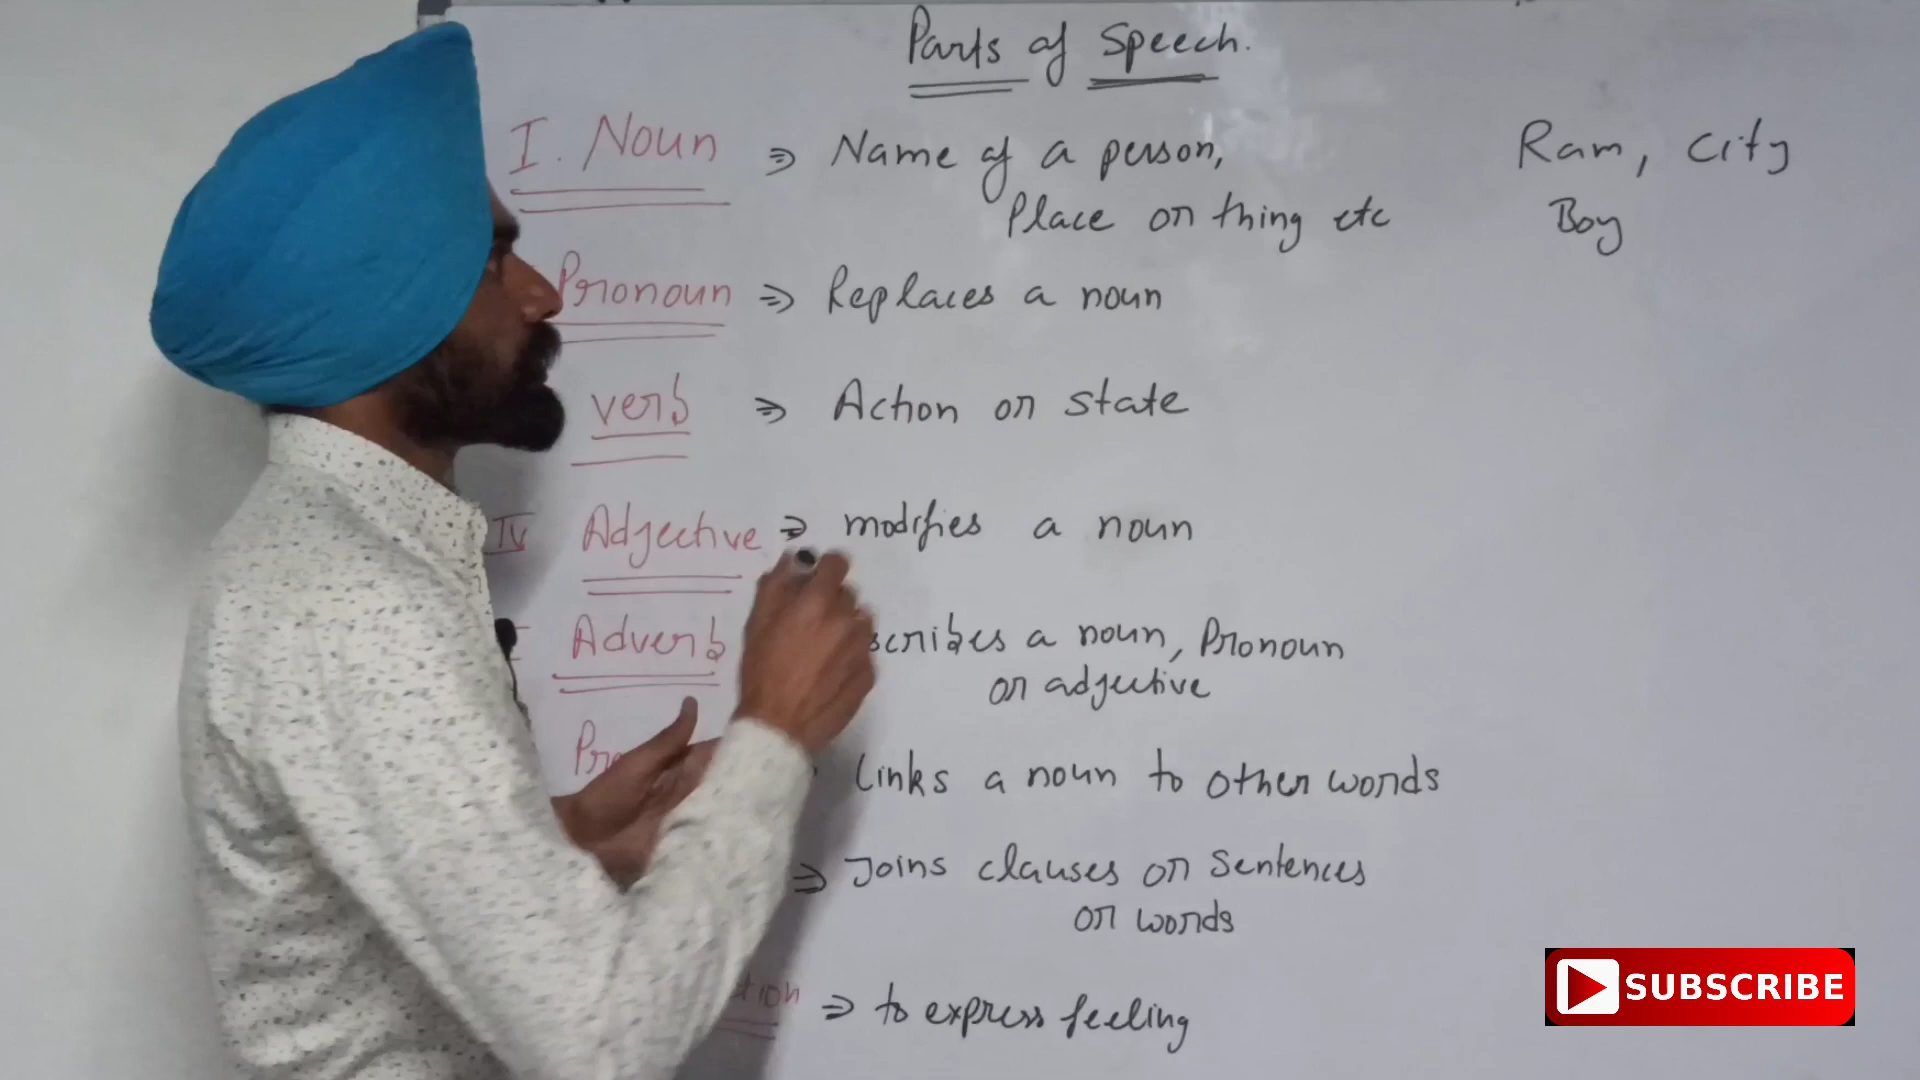 Parts of Speech.
I. Noun ⇒ Name of a person, Ram, City
Place or thing etc Boy
Pronoun ⇒ Replaces a noun
verb ⇒ Action or state
IV Adjective ⇒ modifies a noun
Adverb scribes a noun, Pronoun
or adjective
Pre links a noun to other words
⇒ Joins clauses or Sentences
or words
tion ⇒ to express feeling
SUBSCRIBE